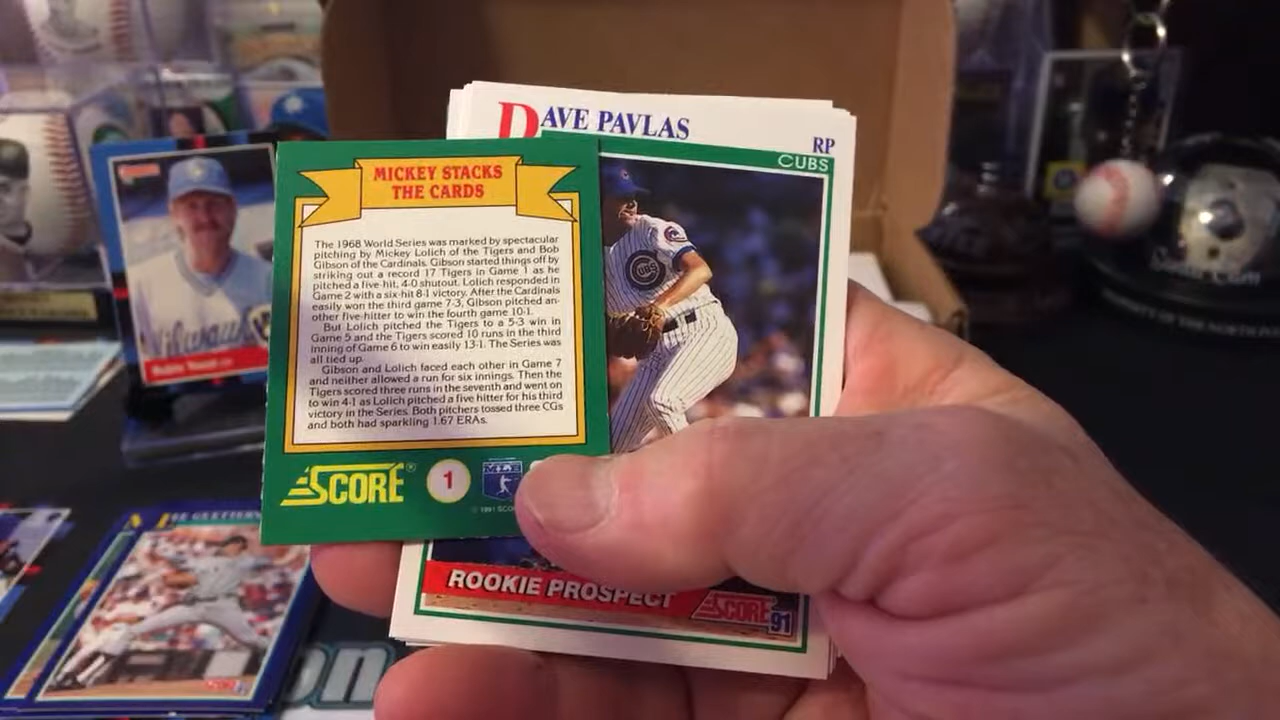 DAVE PAVLAS
RP
CUBS
MICKEY STACKS
THE CARDS
The 1968 World Series was marked by spectacular
pitching by Mickey Lolich of the Tigers and Bob
Gibson of the Cardinals. Gibson started things off by
striking out a record 17 Tigers in Game 1 as he
pitched a five-hit, 4-0 shutout. Lolich responded in
Game 2 with a six-hit 8-1 victory. After the Cardinals
easily won the third game 7-3, Gibson pitched an-
other five-hitter to win the fourth game 10-1.
But Lolich pitched the Tigers to a 5-3 win in
Game 5 and the Tigers scored 10 runs in the third
inning of Game 6 to win easily 13-1. The Series was
all tied up.
Gibson and Lolich faced each other in Game 7
and neither allowed a run for six innings. Then the
Tigers scored three runs in the seventh and went on
to win 4-1 as Lolich pitched a five hitter for his third
victory in the Series. Both pitchers tossed three CGs
and both had sparkling 1.67 ERAs.
SCORE®
1
© 1991 SCO
CUBS
ROOKIE PROSPECT
SCORE
91
Milwauk